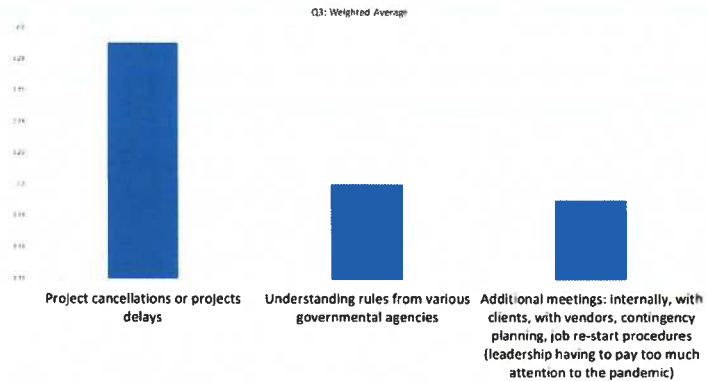 Q3: Weighted Average
Project cancellations or projects
delays
Understanding rules from various
governmental agencies
Additional meetings: internally, with
clients, with vendors, contingency
planning, job re-start procedures
(leadership having to pay too much
attention to the pandemic)